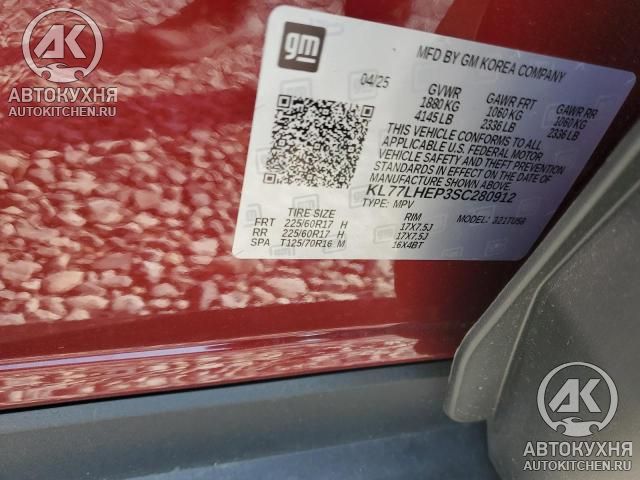 AK
АВТОКУХНЯ
AUTOKITCHEN.RU
gm
MFD BY GM KOREA COMPANY
04/25
GVWR GAWR FRT GAWR RR
1880 KG 1060 KG 1060 KG
4145 LB 2336 LB 2336 LB
THIS VEHICLE CONFORMS TO ALL
APPLICABLE U.S. FEDERAL MOTOR
VEHICLE SAFETY AND THEFT PREVENTION
STANDARDS IN EFFECT ON THE DATE OF
MANUFACTURE SHOWN ABOVE.
KL77LHEP3SC280912
TYPE: MPV MODEL: 321TU58
TIRE SIZE RIM
FRT 225/60R17 H 17X7.5J
RR 225/60R17 H 17X7.5J
SPA T125/70R16 M 16X4BT
AK
АВТОКУХНЯ
AUTOKITCHEN.RU